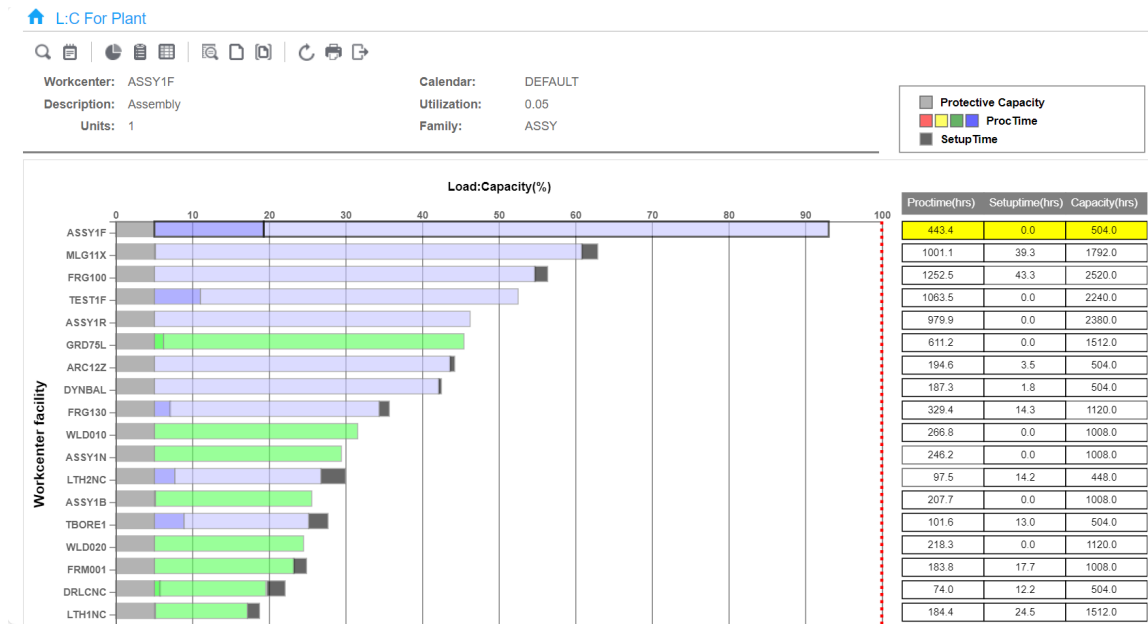 L:C For Plant
Workcenter: ASSY1F Calendar: DEFAULT
Description: Assembly Utilization: 0.05
Units: 1 Family: ASSY
Protective Capacity
ProcTime
SetupTime
Load:Capacity(%)
0 10 20 30 40 50 60 70 80 90 100
Proctime(hrs) Setuptime(hrs) Capacity(hrs)
Workcenter facility
ASSY1F 443.4 0.0 504.0
MLG11X 1001.1 39.3 1792.0
FRG100 1252.5 43.3 2520.0
TEST1F 1063.5 0.0 2240.0
ASSY1R 979.9 0.0 2380.0
GRD75L 611.2 0.0 1512.0
ARC12Z 194.6 3.5 504.0
DYNBAL 187.3 1.8 504.0
FRG130 329.4 14.3 1120.0
WLD010 266.8 0.0 1008.0
ASSY1N 246.2 0.0 1008.0
LTH2NC 97.5 14.2 448.0
ASSY1B 207.7 0.0 1008.0
TBORE1 101.6 13.0 504.0
WLD020 218.3 0.0 1120.0
FRM001 183.8 17.7 1008.0
DRLCNC 74.0 12.2 504.0
LTH1NC 184.4 24.5 1512.0